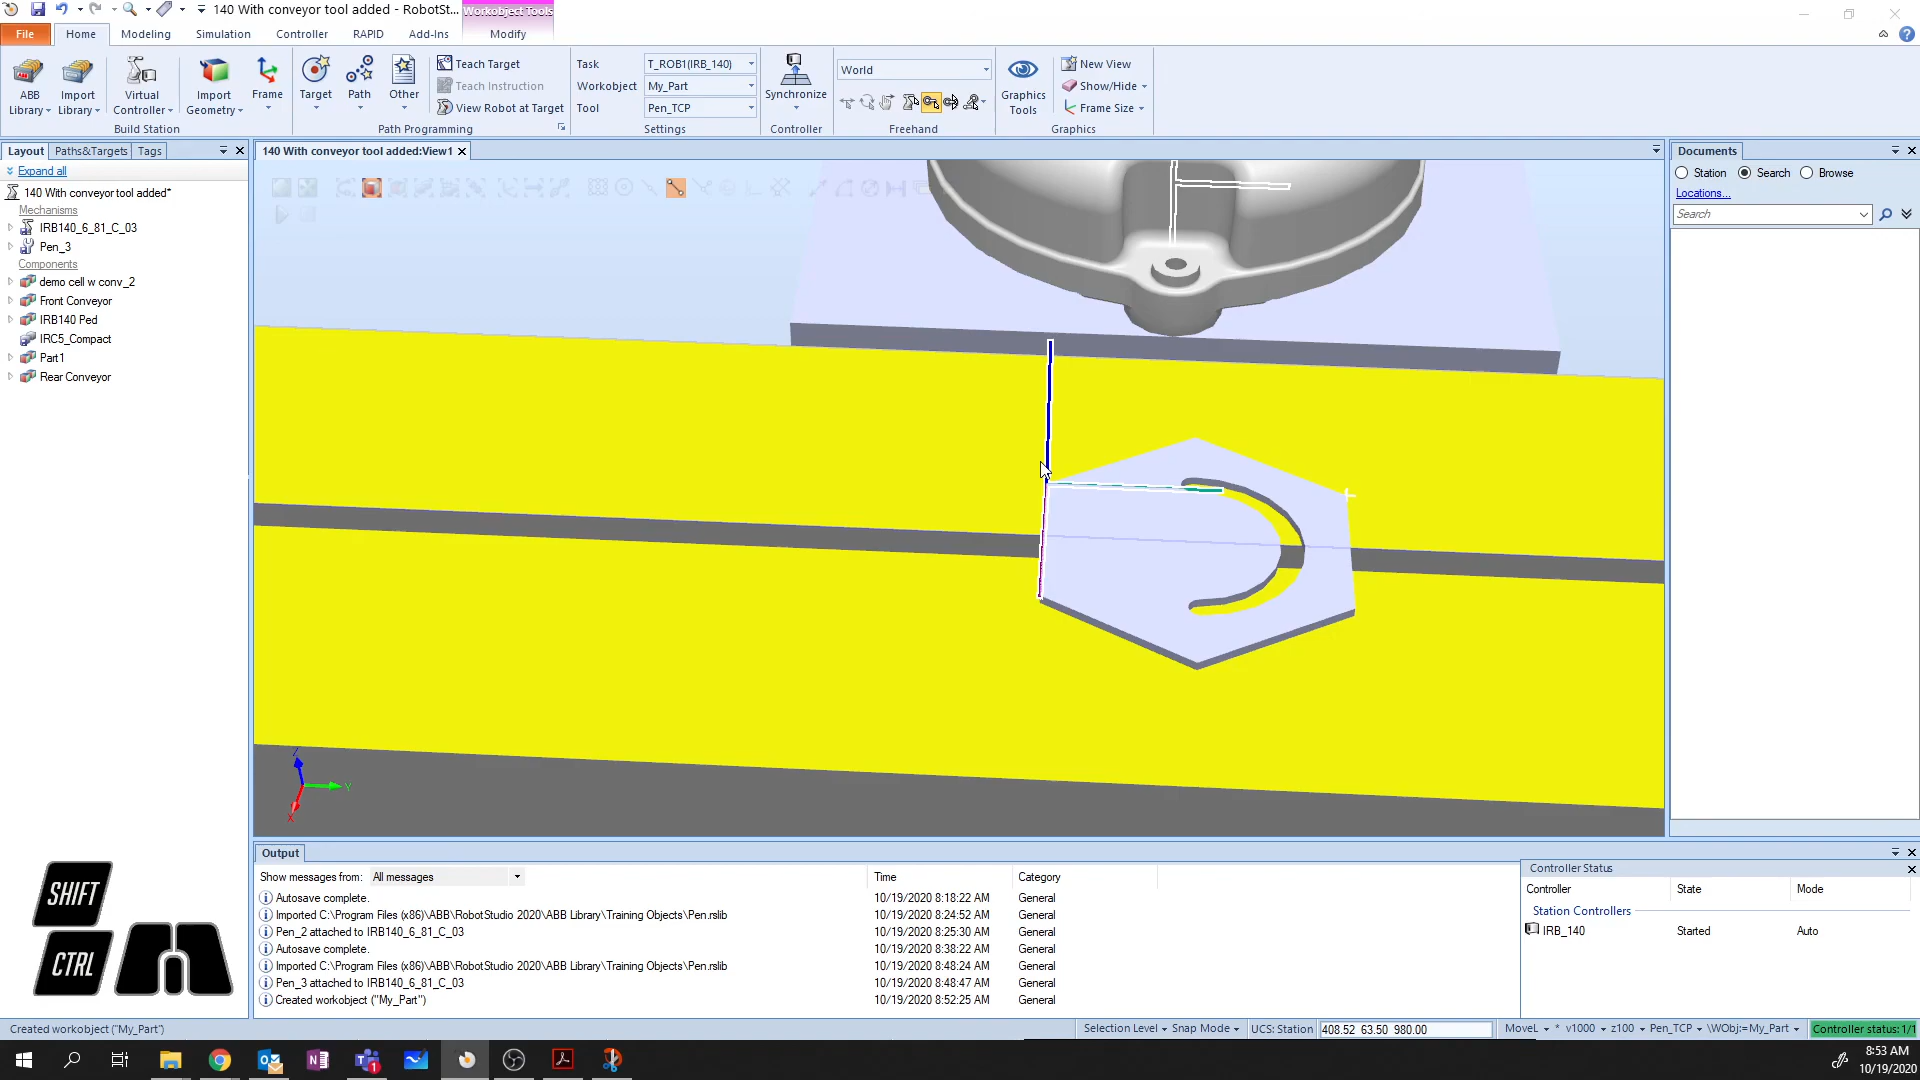 140 With conveyor tool added - RobotSt...
Workobject Tools
File
Home
Modeling
Simulation
Controller
RAPID
Add-Ins
Modify
ABB Library
Import Library
Virtual Controller
Import Geometry
Frame
Build Station
Target
Path
Other
Teach Target
Teach Instruction
View Robot at Target
Path Programming
Task T_ROB1(IRB_140)
Workobject My_Part
Tool Pen_TCP
Settings
Synchronize
Controller
World
Freehand
Graphics Tools
New View
Show/Hide
Frame Size
Graphics
Layout
Paths&Targets
Tags
Expand all
140 With conveyor tool added*
Mechanisms
IRB140_6_81_C_03
Pen_3
Components
demo cell w conv_2
Front Conveyor
IRB140 Ped
IRC5_Compact
Part1
Rear Conveyor
140 With conveyor tool added:View1
Z
Y
X
Documents
Station Search Browse
Locations...
Search
SHIFT
CTRL
Output
Show messages from: All messages Time Category
Autosave complete. 10/19/2020 8:18:22 AM General
Imported C:\Program Files (x86)\ABB\RobotStudio 2020\ABB Library\Training Objects\Pen.rslib 10/19/2020 8:24:52 AM General
Pen_2 attached to IRB140_6_81_C_03 10/19/2020 8:25:30 AM General
Autosave complete. 10/19/2020 8:38:22 AM General
Imported C:\Program Files (x86)\ABB\RobotStudio 2020\ABB Library\Training Objects\Pen.rslib 10/19/2020 8:48:24 AM General
Pen_3 attached to IRB140_6_81_C_03 10/19/2020 8:48:47 AM General
Created workobject ("My_Part") 10/19/2020 8:52:25 AM General
Controller Status
Controller State Mode
Station Controllers
IRB_140 Started Auto
Created workobject ("My_Part")
Selection Level Snap Mode UCS: Station 408.52 63.50 980.00 MoveL * v1000 z100 Pen_TCP \WObj:=My_Part Controller status: 1/1
1
8:53 AM
10/19/2020